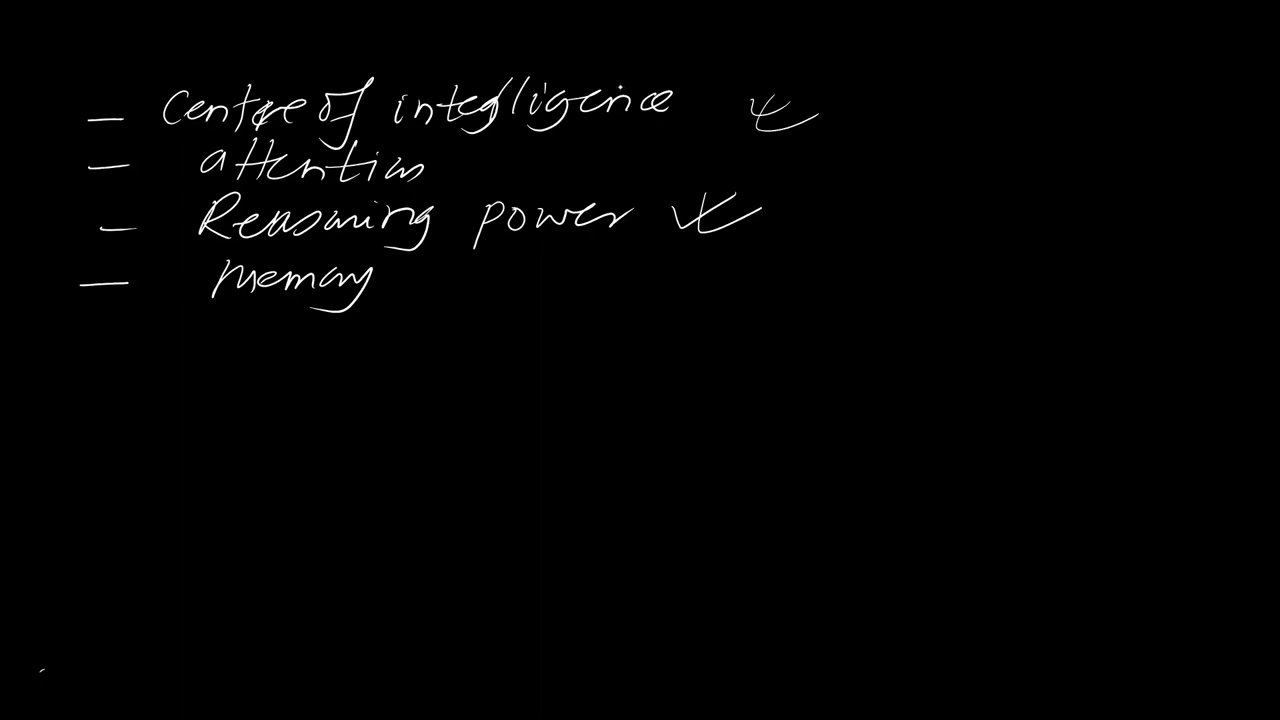 - Centre of intelligence
- attention
- Reasoning power
- memory